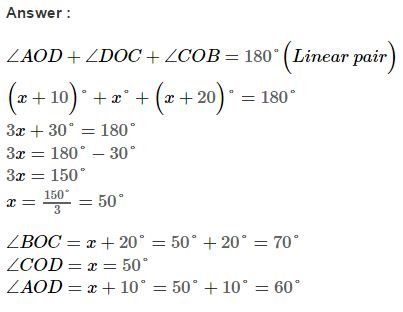 Answer :
∠AOD + ∠DOC + ∠COB = 180° (Linear pair)
(x + 10)° + x° + (x + 20)° = 180°
3x + 30° = 180°
3x = 180° − 30°
3x = 150°
x = 150°/3 = 50°
∠BOC = x + 20° = 50° + 20° = 70°
∠COD = x = 50°
∠AOD = x + 10° = 50° + 10° = 60°